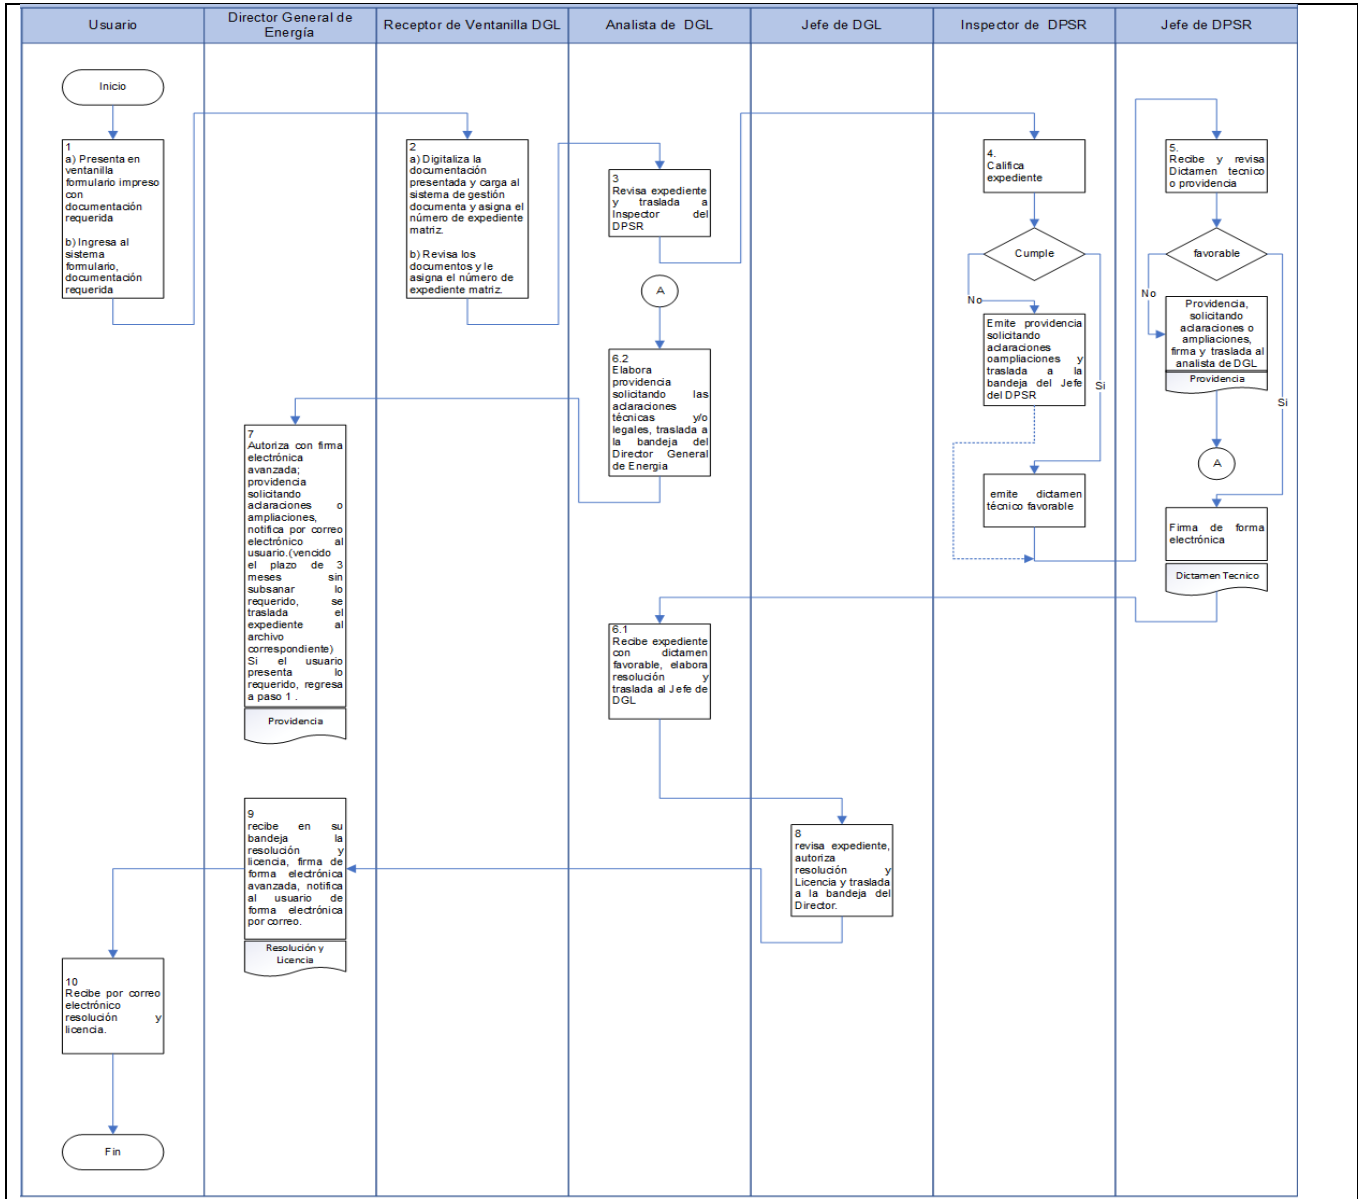 Usuario
Director General de
Energía
Receptor de Ventanilla DGL
Analista de DGL
Jefe de DGL
Inspector de DPSR
Jefe de DPSR
Inicio
1
a) Presenta en
ventanilla
formulario impreso
con
documentación
requerida
b) Ingresa al
sistema
formulario,
documentación
requerida
2
a) Digitaliza la
documentación
presentada y carga al
sistema de gestión
documenta y asigna el
número de expediente
matriz.
b) Revisa los
documentos y le
asigna el número de
expediente matriz.
3
Revisa expediente
y traslada a
Inspector del
DPSR
4.
Califica
expediente
5.
Recibe y revisa
Dictamen tecnico
o providencia
Cumple
favorable
A
No
No
Emite providencia
solicitando
aclaraciones
oampliaciones y
traslada a la
bandeja del Jefe
del DPSR
Si
Providencia,
solicitando
aclaraciones o
ampliaciones,
firma y traslada al
analista de DGL
Providencia
Si
6.2
Elabora
providencia
solicitando las
aclaraciones
técnicas y/o
legales, traslada a
la bandeja del
Director General
de Energia
A
7
Autoriza con firma
electrónica
avanzada;
providencia
solicitando
aclaraciones o
ampliaciones,
notifica por correo
electrónico al
usuario.(vencido
el plazo de 3
meses sin
subsanar lo
requerido, se
traslada el
expediente al
archivo
correspondiente)
Si el usuario
presenta lo
requerido, regresa
a paso 1 .
Providencia
emite dictamen
técnico favorable
Firma de forma
electrónica
Dictamen Tecnico
6.1
Recibe expediente
con dictamen
favorable, elabora
resolución y
traslada al Jefe de
DGL
8
revisa expediente,
autoriza
resolución y
Licencia y traslada
a la bandeja del
Director.
9
recibe en su
bandeja la
resolución y
licencia, firma de
forma electrónica
avanzada, notifica
al usuario de
forma electrónica
por correo.
Resolución y
Licencia
10
Recibe por correo
electrónico
resolución y
licencia.
Fin